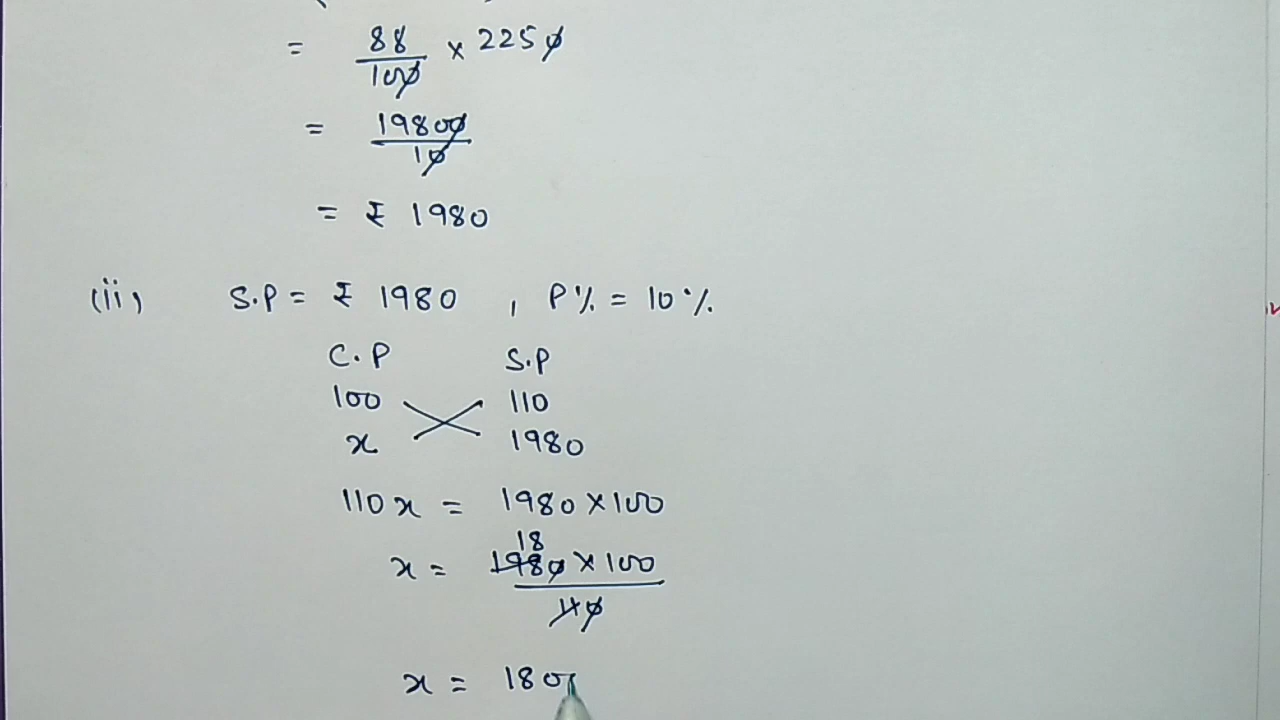 = 88/100 × 2250
= 19800/10
= ₹ 1980
(ii) S.P = ₹ 1980 , P% = 10%
C.P S.P
100 110
x 1980
110x = 1980 × 100
18
x = 1980 × 100
110
x = 180